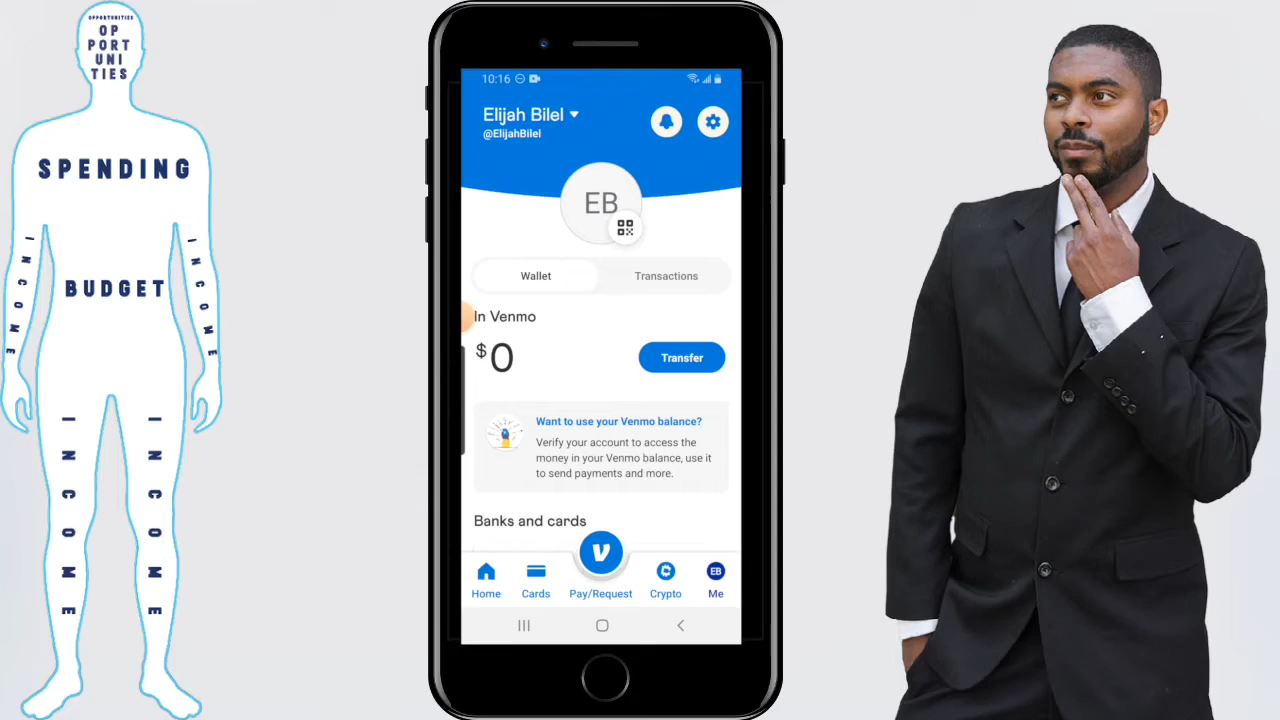 OPPORTUNITIES
OP
PORT
UNI
TIES
SPENDING
BUDGET
INCOME
INCOME
INCOME
INCOME
10:16
Elijah Bilel
@ElijahBilel
EB
Wallet Transactions
In Venmo
$0 Transfer
Want to use your Venmo balance?
Verify your account to access the
money in your Venmo balance, use it
to send payments and more.
Banks and cards
Home Cards Pay/Request Crypto EB Me